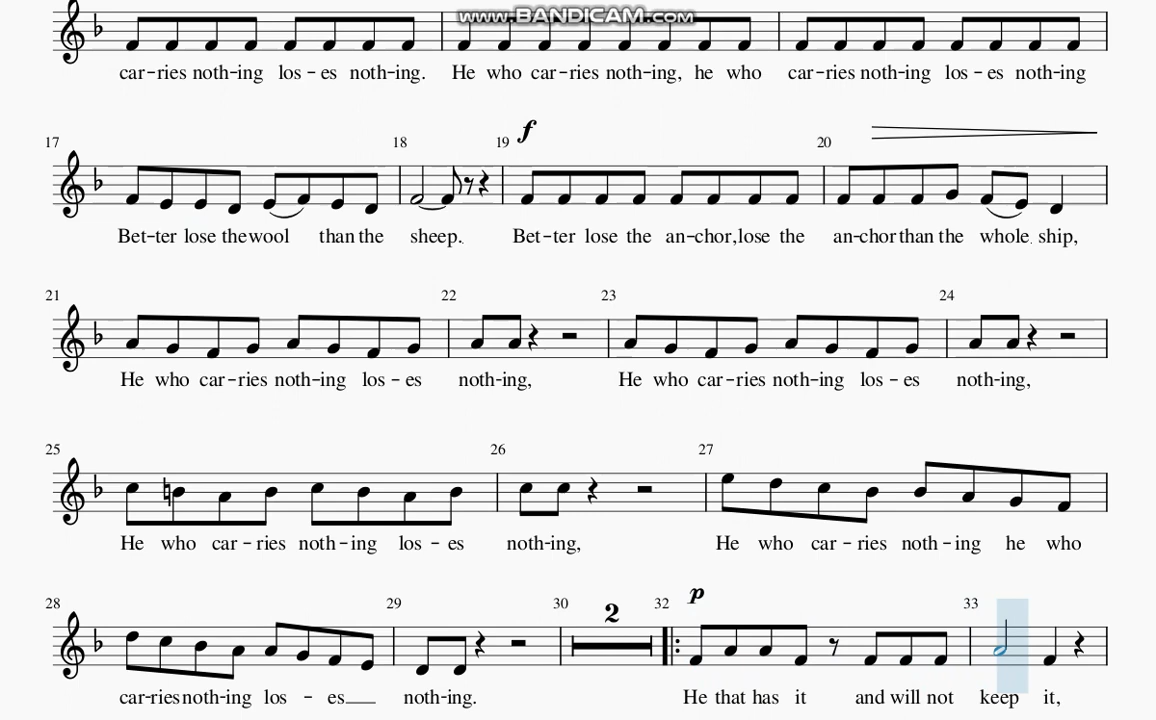 www.BANDICAM.com
car-ries noth-ing los-es noth-ing. He who car-ries noth-ing, he who car-ries noth-ing los-es noth-ing
17 18 19 f 20
Bet-ter lose the wool than the sheep. Bet-ter lose the an-chor, lose the an-chor than the whole ship,
21 22 23 24
He who car-ries noth-ing los-es noth-ing, He who car-ries noth-ing los-es noth-ing,
25 26 27
He who car-ries noth-ing los-es noth-ing, He who car-ries noth-ing he who
28 29 30 2 32 p 33
car-ries noth-ing los-es noth-ing. He that has it and will not keep it,